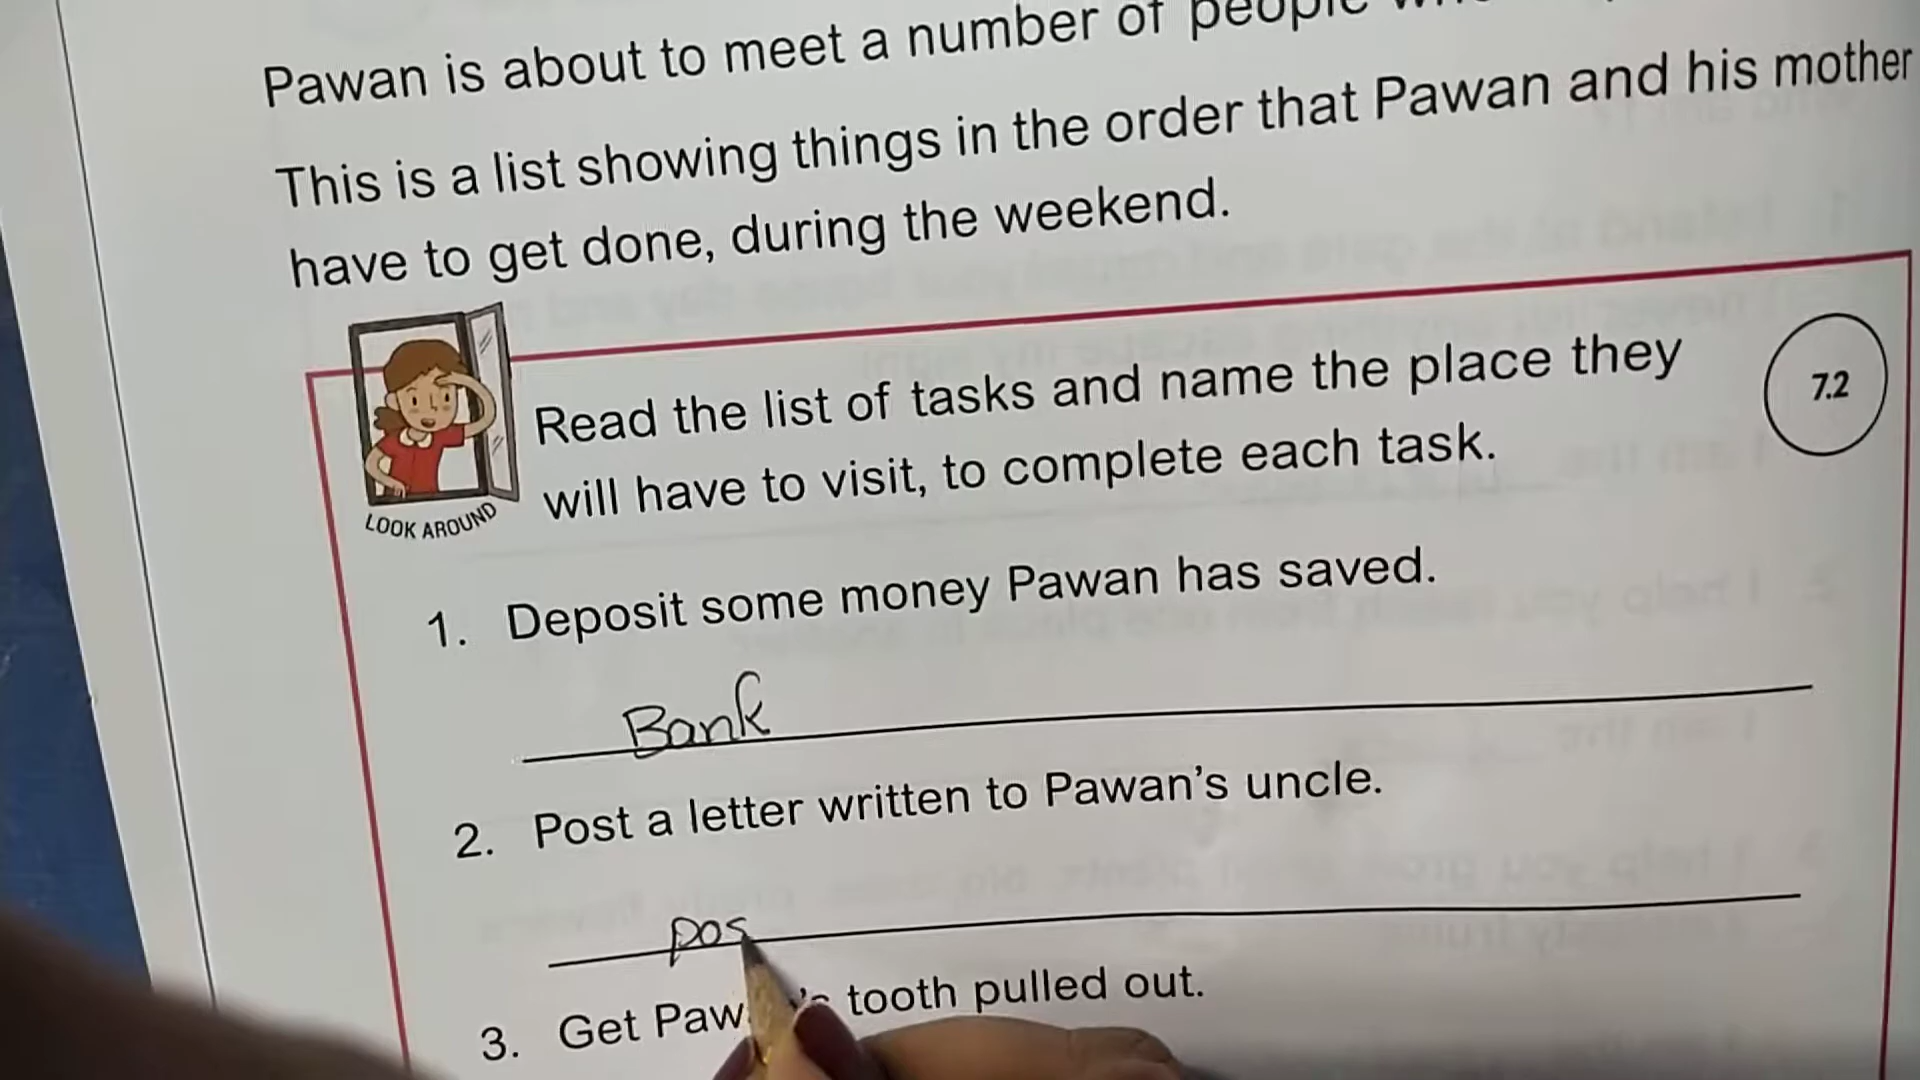 Pawan is about to meet a number of people
This is a list showing things in the order that Pawan and his mother
have to get done, during the weekend.
LOOK AROUND
Read the list of tasks and name the place they
will have to visit, to complete each task.
7.2
1. Deposit some money Pawan has saved.
Bank
2. Post a letter written to Pawan's uncle.
pos
3. Get tooth pulled out.